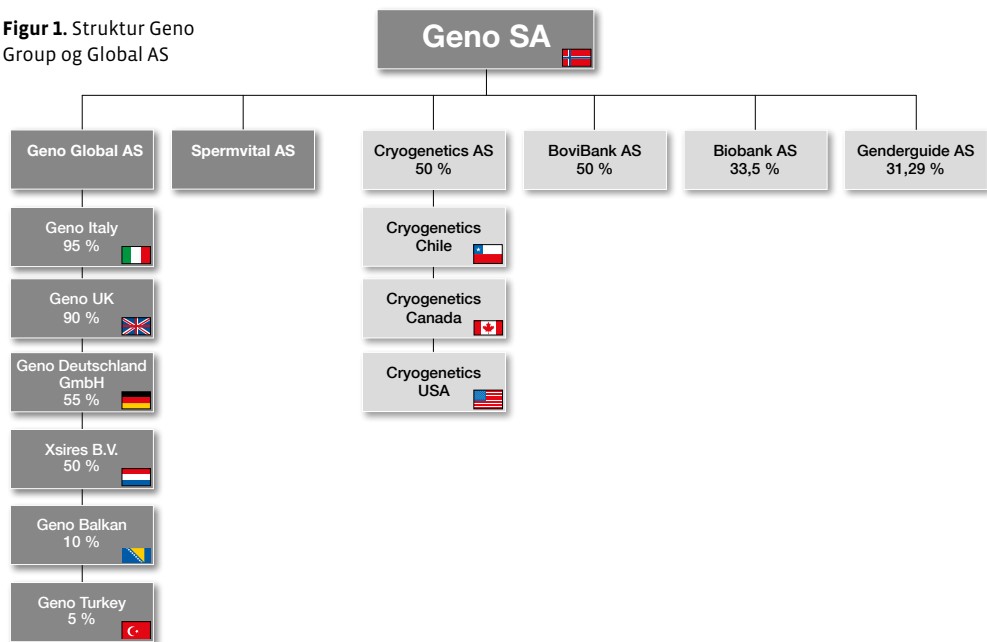 Figur 1. Struktur Geno
Group og Global AS
Geno SA
Geno Global AS
Spermvital AS
Cryogenetics AS
50 %
BoviBank AS
50 %
Biobank AS
33,5 %
Genderguide AS
31,29 %
Geno Italy
95 %
Geno UK
90 %
Geno Deutschland
GmbH
55 %
Xsires B.V.
50 %
Geno Balkan
10 %
Geno Turkey
5 %
Cryogenetics
Chile
Cryogenetics
Canada
Cryogenetics
USA